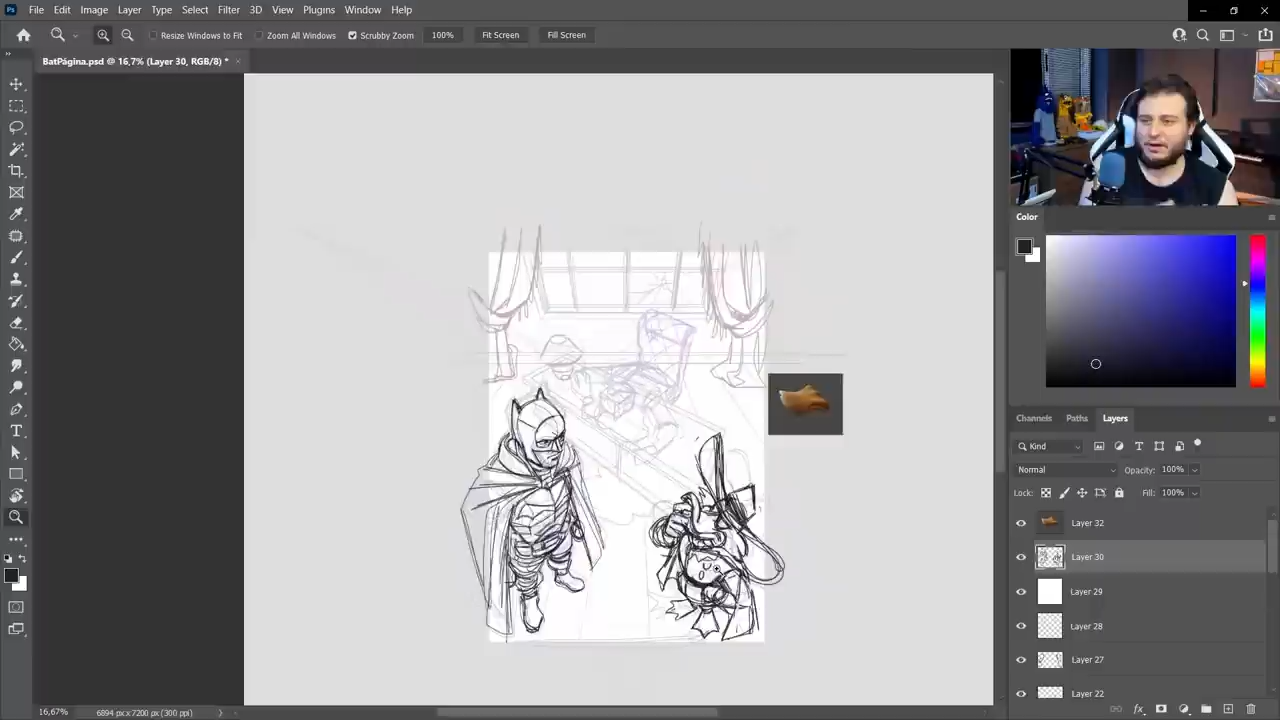 Ps File Edit Image Layer Type Select Filter 3D View Plugins Window Help
Resize Windows to Fit Zoom All Windows Scrubby Zoom 100% Fit Screen Fill Screen
BatPágina.psd @ 16,7% (Layer 30, RGB/8) * ×
Color
Channels Paths Layers
Kind
Normal Opacity: 100%
Lock: Fill: 100%
Layer 32
Layer 30
Layer 29
Layer 28
Layer 27
Layer 22
16,67% 6894 px x 7200 px (300 ppi)